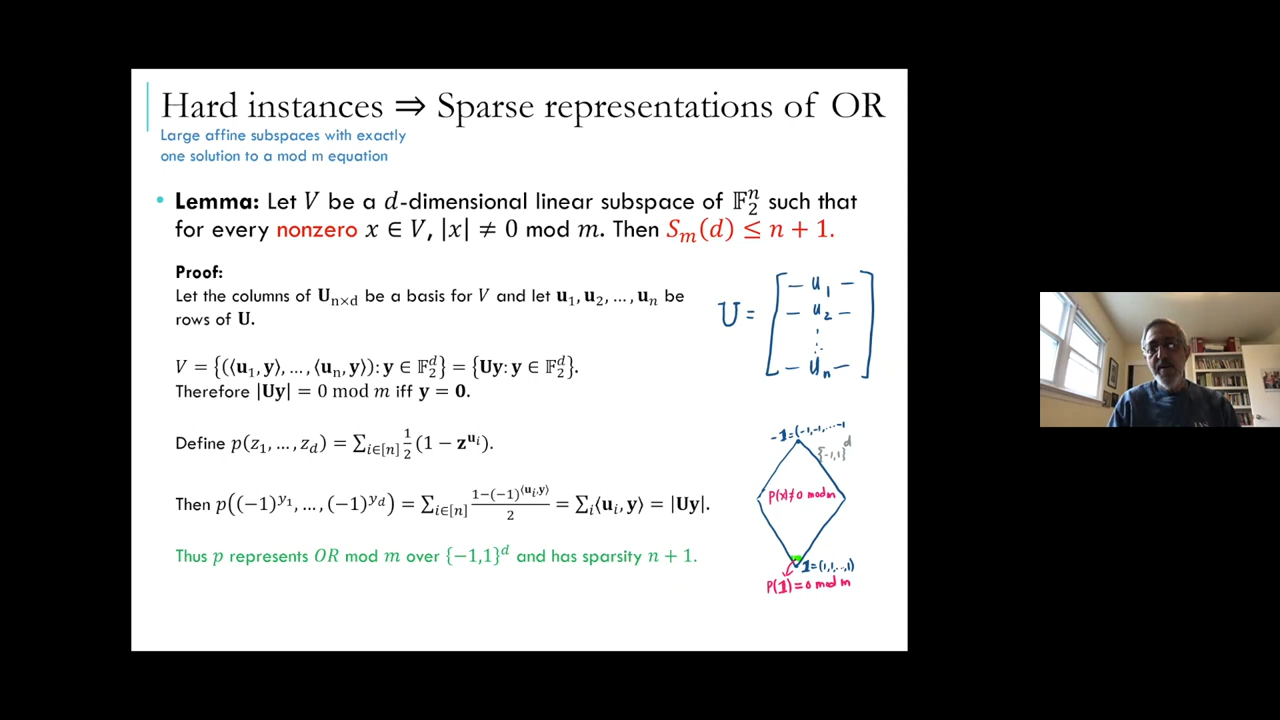 Hard instances ⇒ Sparse representations of OR
Large affine subspaces with exactly
one solution to a mod m equation
• Lemma: Let V be a d-dimensional linear subspace of 𝔽₂ⁿ such that
for every nonzero x ∈ V, |x| ≠ 0 mod m. Then Sₘ(d) ≤ n + 1.
Proof:
Let the columns of U_{n×d} be a basis for V and let u₁, u₂, …, uₙ be
rows of U.
V = {(⟨u₁, y⟩, …, ⟨uₙ, y⟩): y ∈ 𝔽₂ᵈ} = {Uy: y ∈ 𝔽₂ᵈ}.
Therefore |Uy| = 0 mod m iff y = 0.
Define p(z₁, …, z_d) = ∑_{i∈[n]} ½ (1 − z^{u_i}).
Then p((−1)^{y₁}, …, (−1)^{y_d}) = ∑_{i∈[n]} (1−(−1)^{⟨u_i,y⟩})/2 = ∑ᵢ⟨uᵢ, y⟩ = |Uy|.
Thus p represents OR mod m over {−1,1}ᵈ and has sparsity n + 1.
U =
– u₁ –
– u₂ –
⋮
– uₙ –
-1=(-1,-1,...-1
{-1,1}ᵈ
P(x)≠0 mod m
1=(1,1,..,1)
P(1)=0 mod m